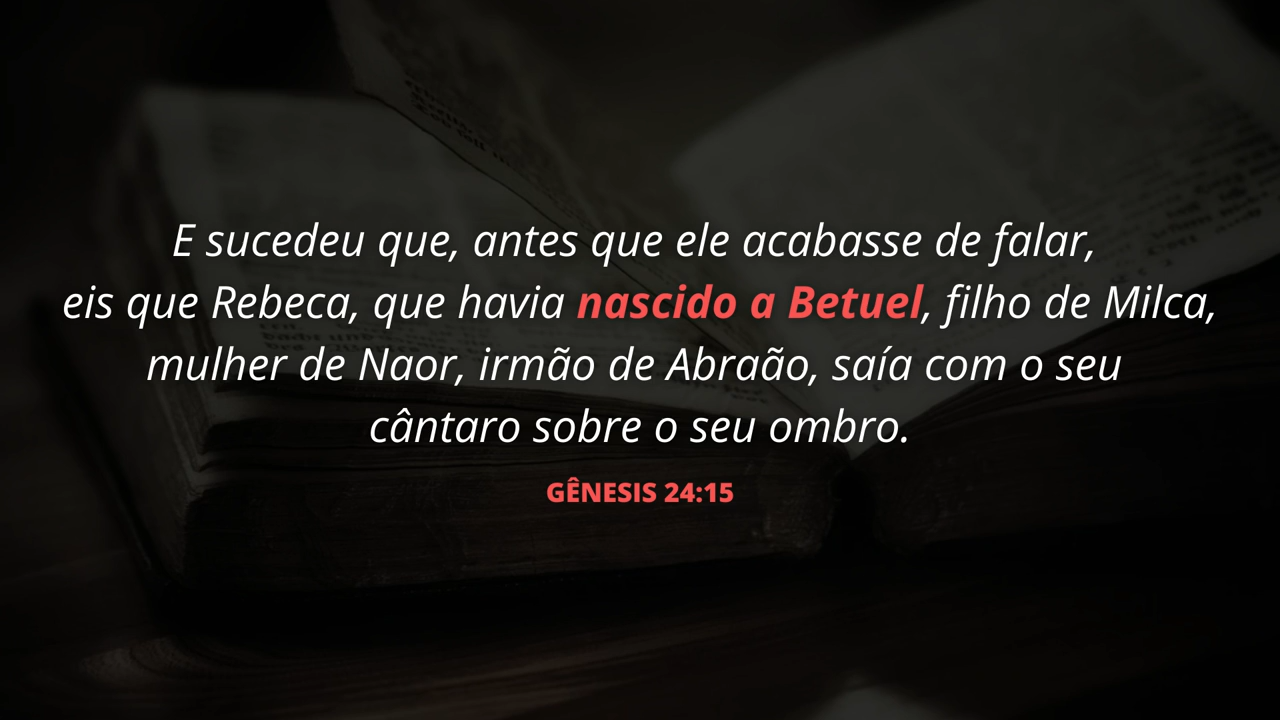 E sucedeu que, antes que ele acabasse de falar,
eis que Rebeca, que havia nascido a Betuel, filho de Milca,
mulher de Naor, irmão de Abraão, saía com o seu
cântaro sobre o seu ombro.
GÊNESIS 24:15